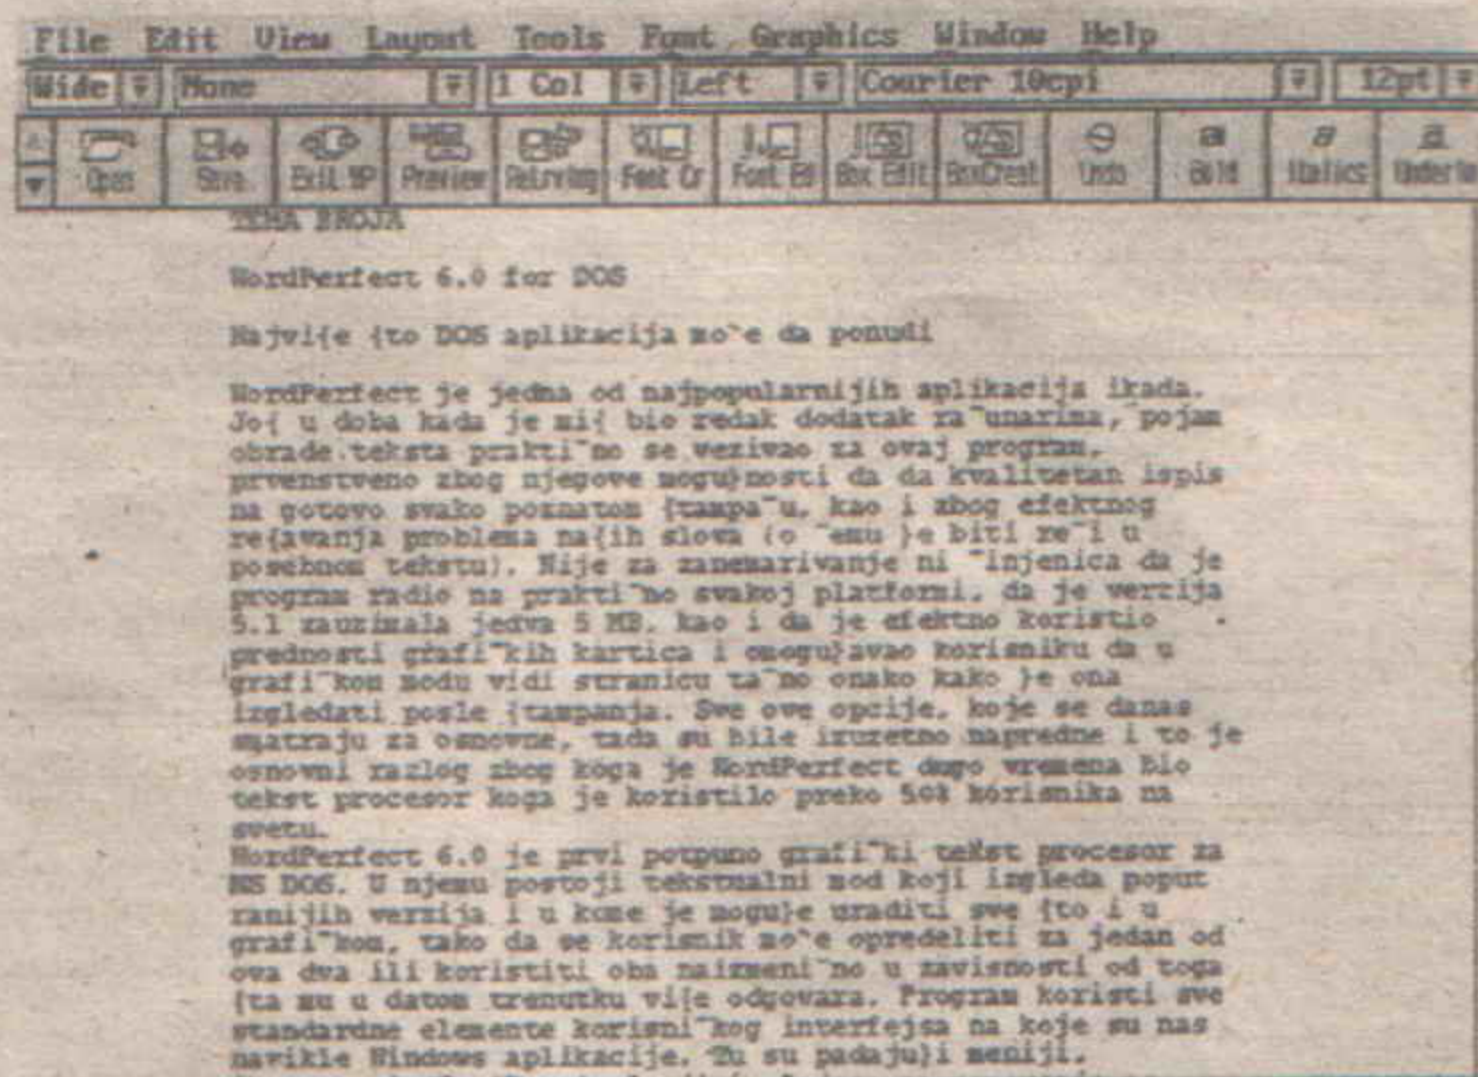 File Edit View Layout Tools Font Graphics Window Help
Wide None 1 Col Left Courier 10cpi 12pt
Open Save Exit WP Preview Font Ed Box Edit BoxCreat Undo Bold Italics
TEMA BROJA
WordPerfect 6.0 for DOS
Najvi{e {to DOS aplikacija mo`e da ponudi
WordPerfect je jedna od najpopularnijih aplikacija ikada.
Jo{ u doba kada je mi{ bio redak dodatak ra~unarima, pojam
obrade teksta prakti~no se vezivao za ovaj program,
prvenstveno zbog njegove mogu}nosti da da kvalitetan ispis
na gotovo svako poznatom {tampa~u, kao i zbog efektnog
re{avanja problema na{ih slova (o ~emu }e biti re~i u
posebnom tekstu). Nije za zanemarivanje ni ~injenica da je
program radio na prakti~no svakoj platformi, da je verzija
5.1 zauzimala jedva 5 MB, kao i da je efektno koristio
prednosti grafi~kih kartica i omogu}avao korisniku da u
grafi~kom modu vidi stranicu ta~no onako kako }e ona
izgledati posle {tampanja. Sve ove opcije, koje se danas
smatraju za osnovne, tada su bile izuzetno napredne i to je
osnovni razlog zbog koga je WordPerfect dugo vremena bio
tekst procesor koga je koristilo preko 50% korisnika na
svetu.
WordPerfect 6.0 je prvi potpuno grafi~ki tekst procesor za
MS DOS. U njemu postoji tekstualni mod koji izgleda poput
ranijih verzija i u kome je mogu}e uraditi sve {to i u
grafi~kom, tako da se korisnik mo`e opredeliti za jedan od
ova dva ili koristiti oba naizmeni~no u zavisnosti od toga
{ta mu u datom trenutku vi{e odgovara. Program koristi sve
standardne elemente korisni~kog interfejsa na koje su nas
navikle Windows aplikacije. Tu su padaju}i meniji,